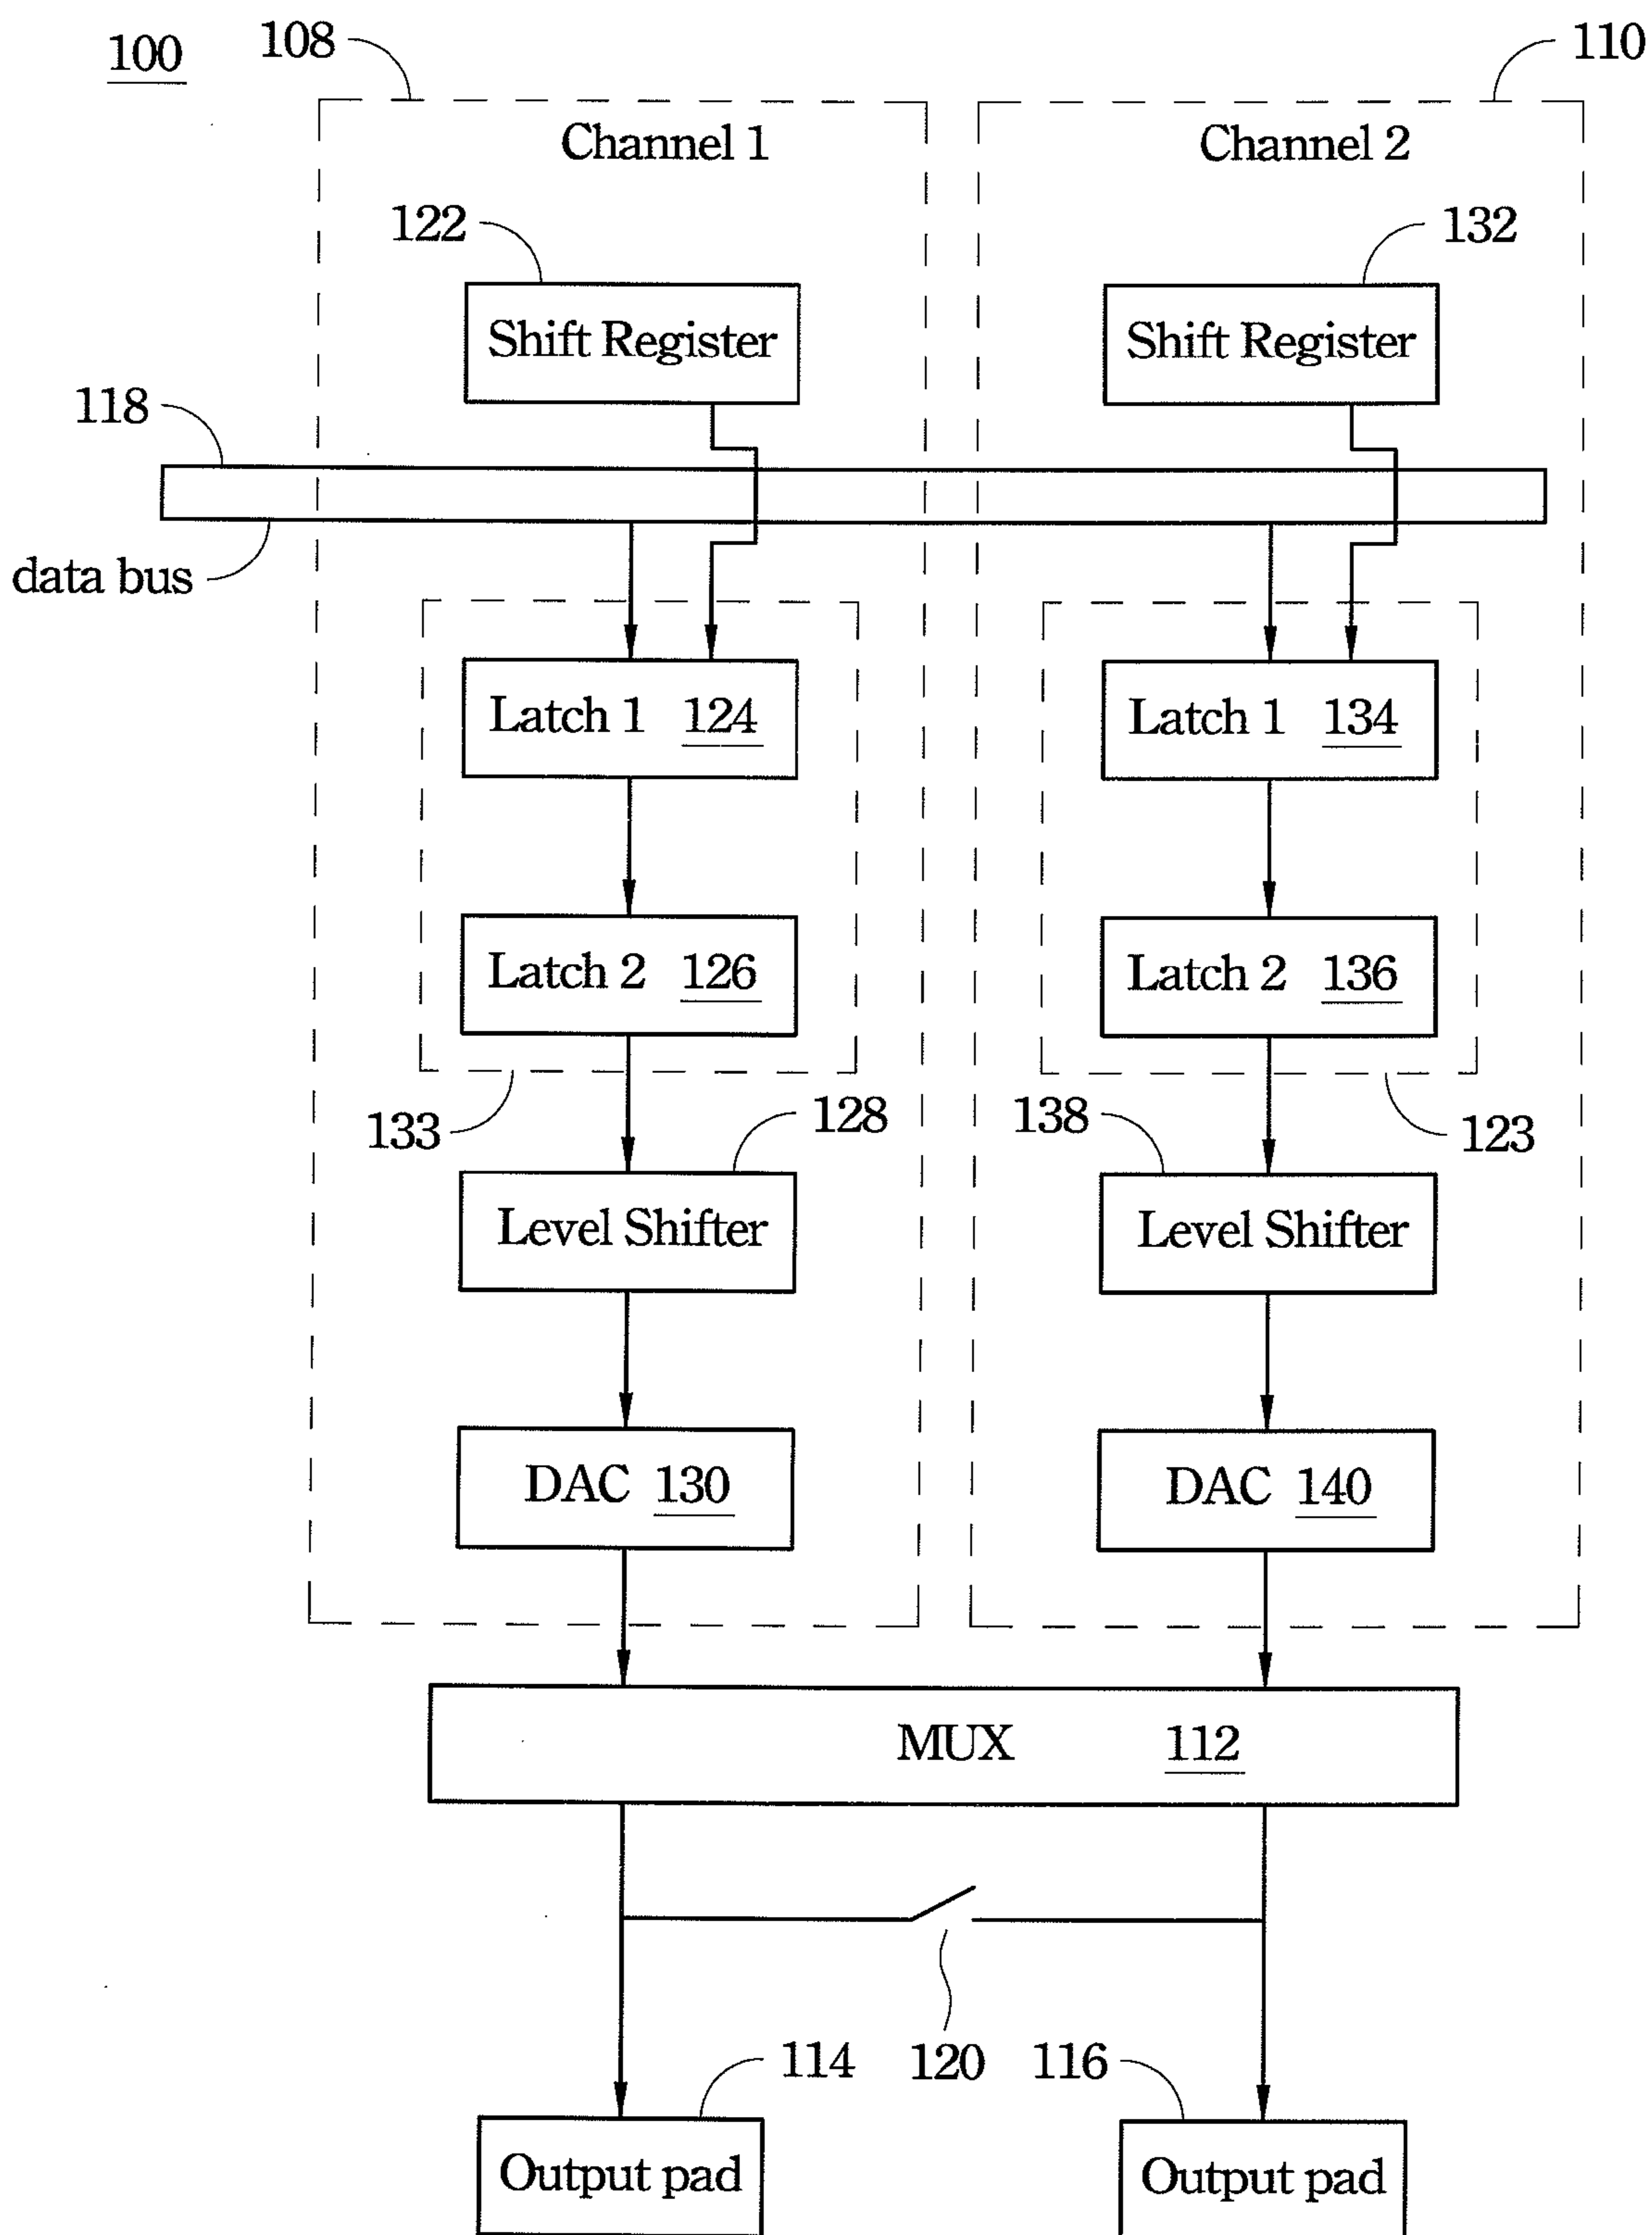 100
108
110
Channel 1
Channel 2
122
132
Shift Register
Shift Register
118
data bus
Latch 1 124
Latch 1 134
Latch 2 126
Latch 2 136
133
128
138
123
Level Shifter
Level Shifter
DAC 130
DAC 140
MUX 112
114
120
116
Output pad
Output pad